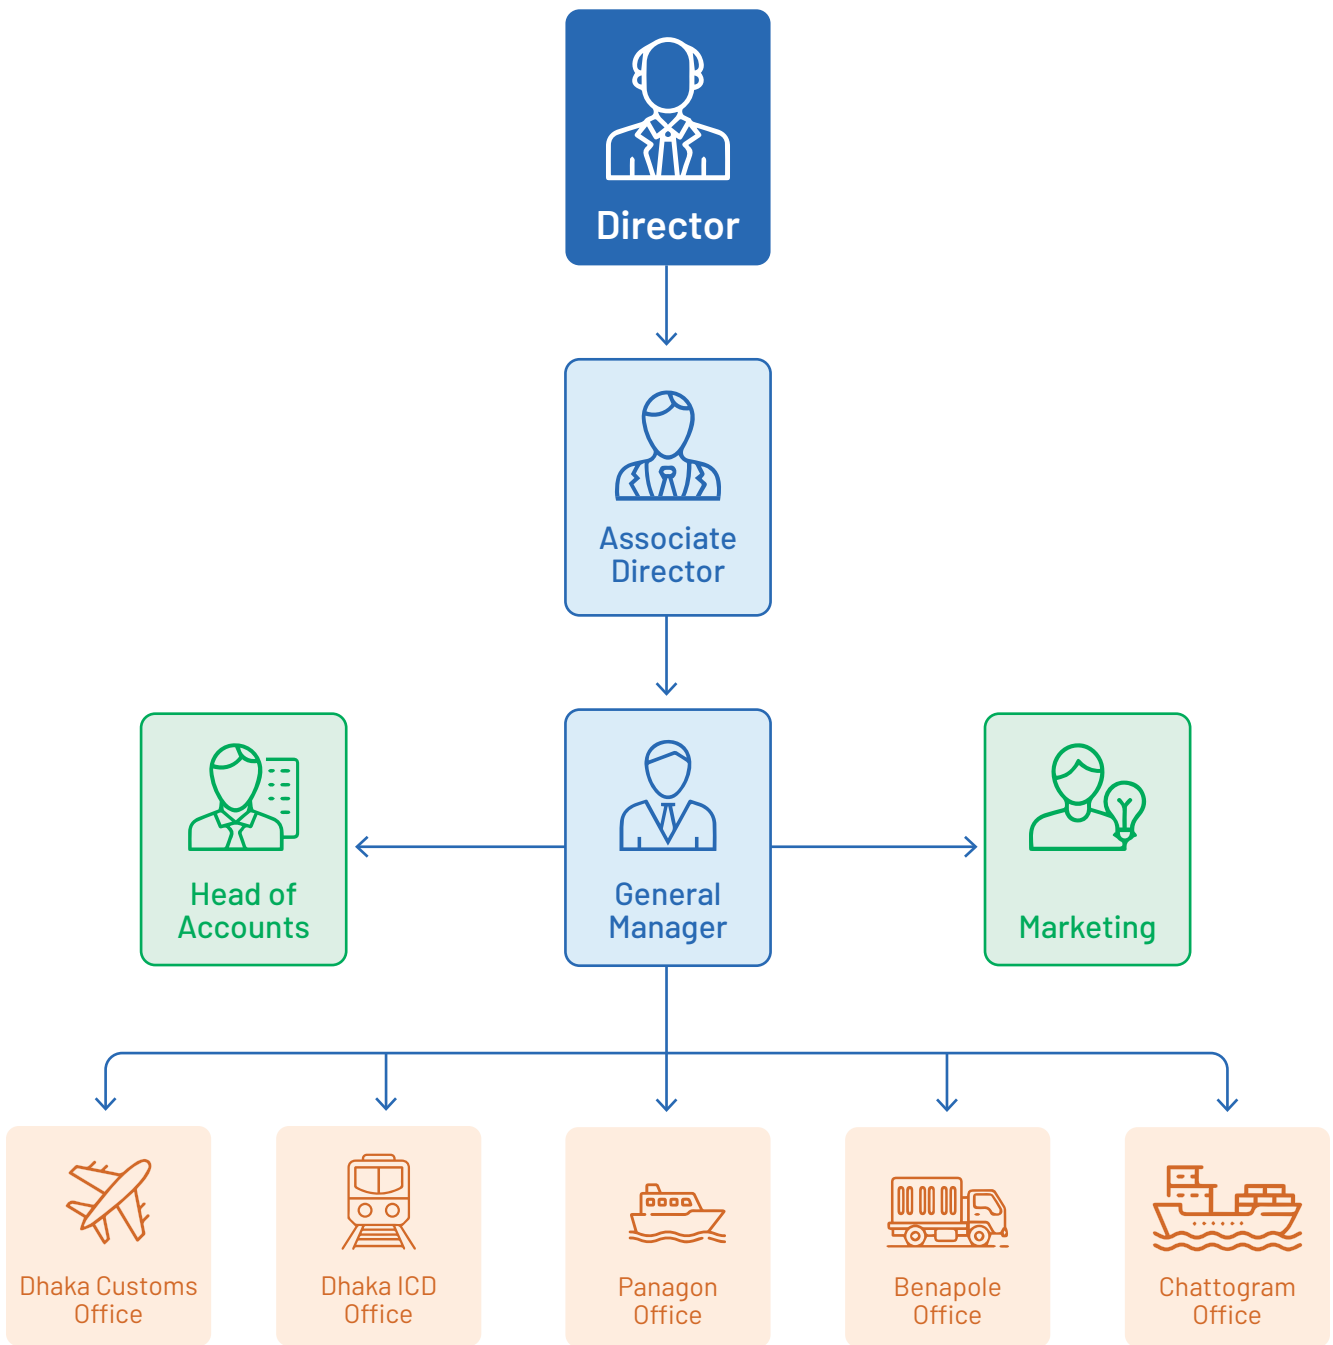 Director
Associate
Director
Head of
Accounts
General
Manager
Marketing
Dhaka Customs
Office
Dhaka ICD
Office
Panagon
Office
Benapole
Office
Chattogram
Office